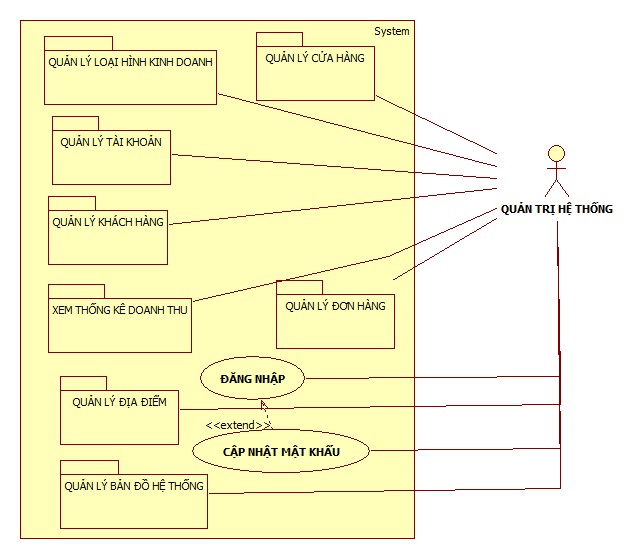 System
QUẢN LÝ LOẠI HÌNH KINH DOANH
QUẢN LÝ CỬA HÀNG
QUẢN LÝ TÀI KHOẢN
QUẢN TRỊ HỆ THỐNG
QUẢN LÝ KHÁCH HÀNG
XEM THỐNG KÊ DOANH THU
QUẢN LÝ ĐƠN HÀNG
ĐĂNG NHẬP
QUẢN LÝ ĐỊA ĐIỂM
<<extend>>
CẬP NHẬT MẬT KHẨU
QUẢN LÝ BẢN ĐỒ HỆ THỐNG